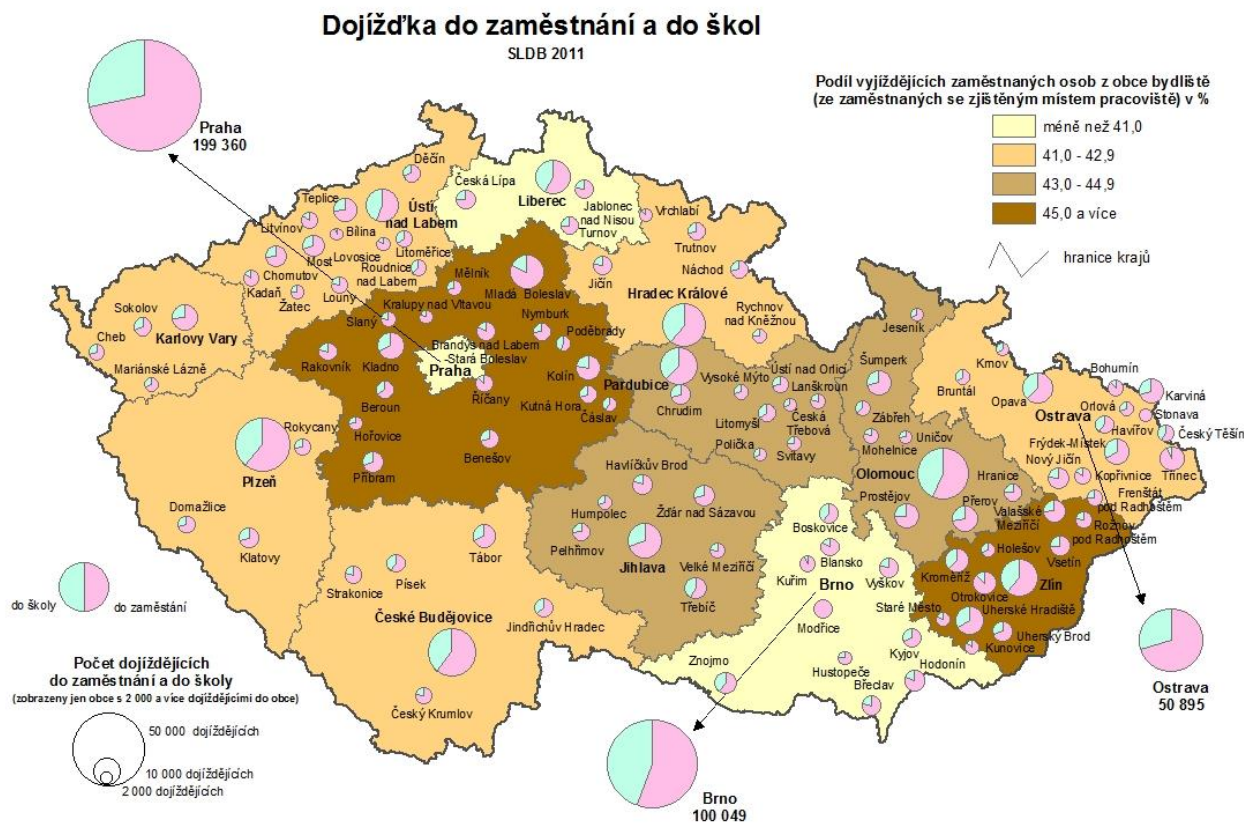 Dojížďka do zaměstnání a do škol
SLDB 2011
Podíl vyjíždějících zaměstnaných osob z obce bydliště
(ze zaměstnaných se zjištěným místem pracoviště) v %
méně než 41,0
41,0 - 42,9
43,0 - 44,9
45,0 a více
hranice krajů
Praha
199 360
Děčín
Teplice
Ústí
nad Labem
Litvínov
Bílina
Most
Lovosice
Litoměřice
Roudnice
nad Labem
Chomutov
Kadaň
Žatec
Louny
Česká Lípa
Liberec
Jablonec
nad Nisou
Turnov
Vrchlabí
Trutnov
Jičín
Náchod
Hradec Králové
Rychnov
nad Kněžnou
Sokolov
Cheb
Karlovy Vary
Mariánské Lázně
Mělník
Mladá Boleslav
Kralupy nad Vltavou
Nymburk
Slaný
Poděbrady
Brandýs nad Labem
Stará Boleslav
Praha
Rakovník
Kladno
Kolín
Říčany
Beroun
Kutná Hora
Čáslav
Hořovice
Benešov
Příbram
Pardubice
Vysoké Mýto
Ústí nad Orlicí
Lanškroun
Chrudim
Litomyšl
Česká
Třebová
Polička
Svitavy
Jeseník
Šumperk
Zábřeh
Mohelnice
Uničov
Olomouc
Hranice
Prostějov
Přerov
Krnov
Bruntál
Opava
Bohumín
Karviná
Ostrava
Orlová
Stonava
Havířov
Český Těšín
Frýdek-Místek
Nový Jičín
Kopřivnice
Třinec
Frenštát
pod Radhoštěm
Valašské
Meziříčí
Rožnov
pod Radhoštěm
Holešov
Vsetín
Kroměříž
Zlín
Otrokovice
Staré Město
Uherské Hradiště
Uherský Brod
Kunovice
Rokycany
Plzeň
Domažlice
Klatovy
Tábor
Písek
Strakonice
České Budějovice
Jindřichův Hradec
Český Krumlov
Havlíčkův Brod
Humpolec
Žďár nad Sázavou
Pelhřimov
Jihlava
Velké Meziříčí
Třebíč
Boskovice
Blansko
Kuřim
Brno
Vyškov
Modřice
Kyjov
Znojmo
Hustopeče
Hodonín
Břeclav
do školy
do zaměstání
Počet dojíždějících
do zaměstnání a do školy
(zobrazeny jen obce s 2 000 a více dojíždějícími do obce)
50 000 dojíždějících
10 000 dojíždějících
2 000 dojíždějících
Brno
100 049
Ostrava
50 895